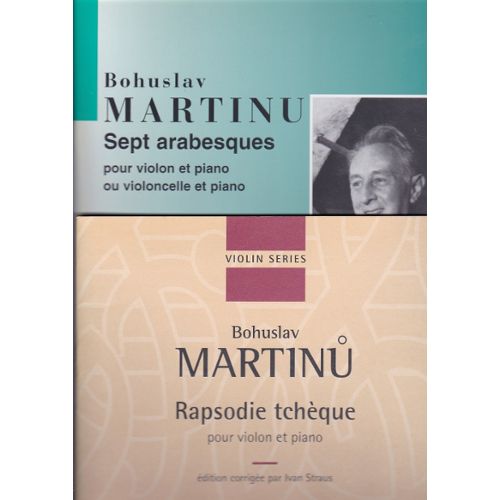 Bohuslav
MARTINU
Sept arabesques
pour violon et piano
ou violoncelle et piano
VIOLIN SERIES
Bohuslav
MARTINŮ
Rapsodie tchèque
pour violon et piano
édition corrigée par Ivan Straus